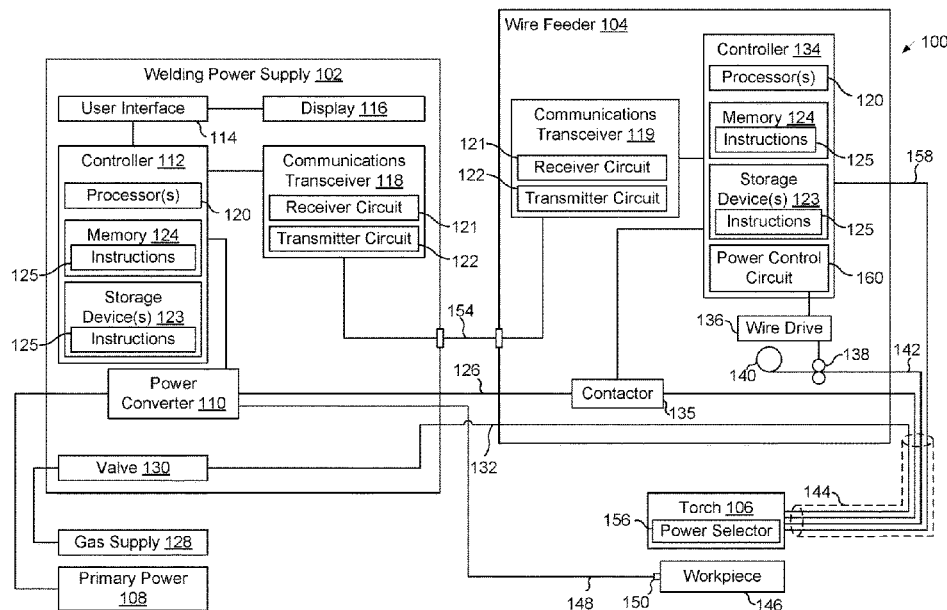 100
Welding Power Supply 102
User Interface
114
Display 116
Controller 112
Processor(s)
120
Memory 124
Instructions
125
Storage
Device(s) 123
Instructions
125
Communications
Transceiver 118
Receiver Circuit
121
Transmitter Circuit
122
154
Power
Converter 110
Valve 130
Gas Supply 128
Primary Power
108
Wire Feeder 104
Communications
Transceiver 119
121
Receiver Circuit
122
Transmitter Circuit
Controller 134
Processor(s)
120
Memory 124
Instructions
125
Storage
Device(s) 123
Instructions
125
Power Control
Circuit
160
158
136
Wire Drive
138
140
142
126
Contactor
135
132
144
Torch 106
156
Power Selector
Workpiece
146
148
150